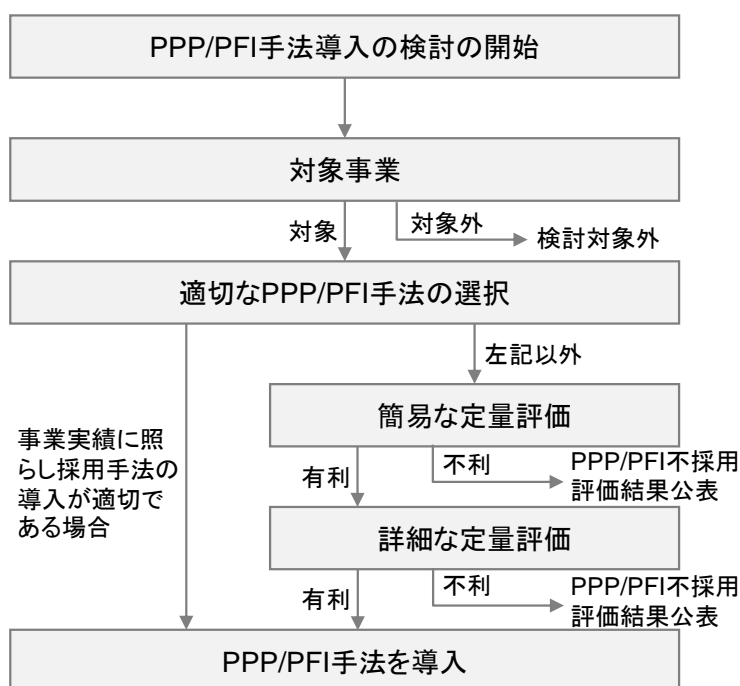 PPP/PFI手法導入の検討の開始
対象事業
対象
対象外
検討対象外
適切なPPP/PFI手法の選択
左記以外
事業実績に照
らし採用手法の
導入が適切で
ある場合
簡易な定量評価
有利
不利
PPP/PFI不採用
評価結果公表
詳細な定量評価
有利
不利
PPP/PFI不採用
評価結果公表
PPP/PFI手法を導入